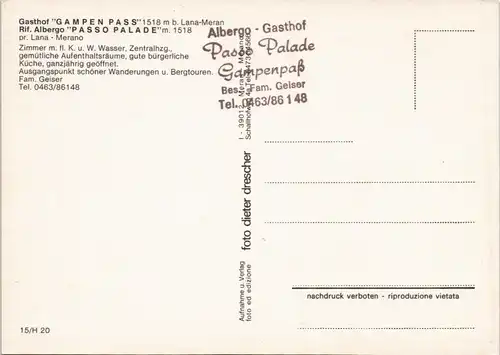 Gasthof "GAMPEN PASS" 1518 m b. Lana-Meran
Rif. Albergo "PASSO PALADE" m. 1518
pr. Lana - Merano
Zimmer m. fl. K. u. W. Wasser, Zentralhzg.,
gemütliche Aufenthaltsräume, gute bürgerliche
Küche, ganzjährig geöffnet.
Ausgangspunkt schöner Wanderungen u. Bergtouren.
Fam. Geiser
Tel. 0463/86148
Albergo - Gasthof
Passo Palade
Gampenpaß
Bes. Fam. Geiser
Tel. 0463/86 148
Aufnahme u. Verlag
foto ed edizione
foto dieter drescher
nachdruck verboten - riproduzione vietata
15/H 20